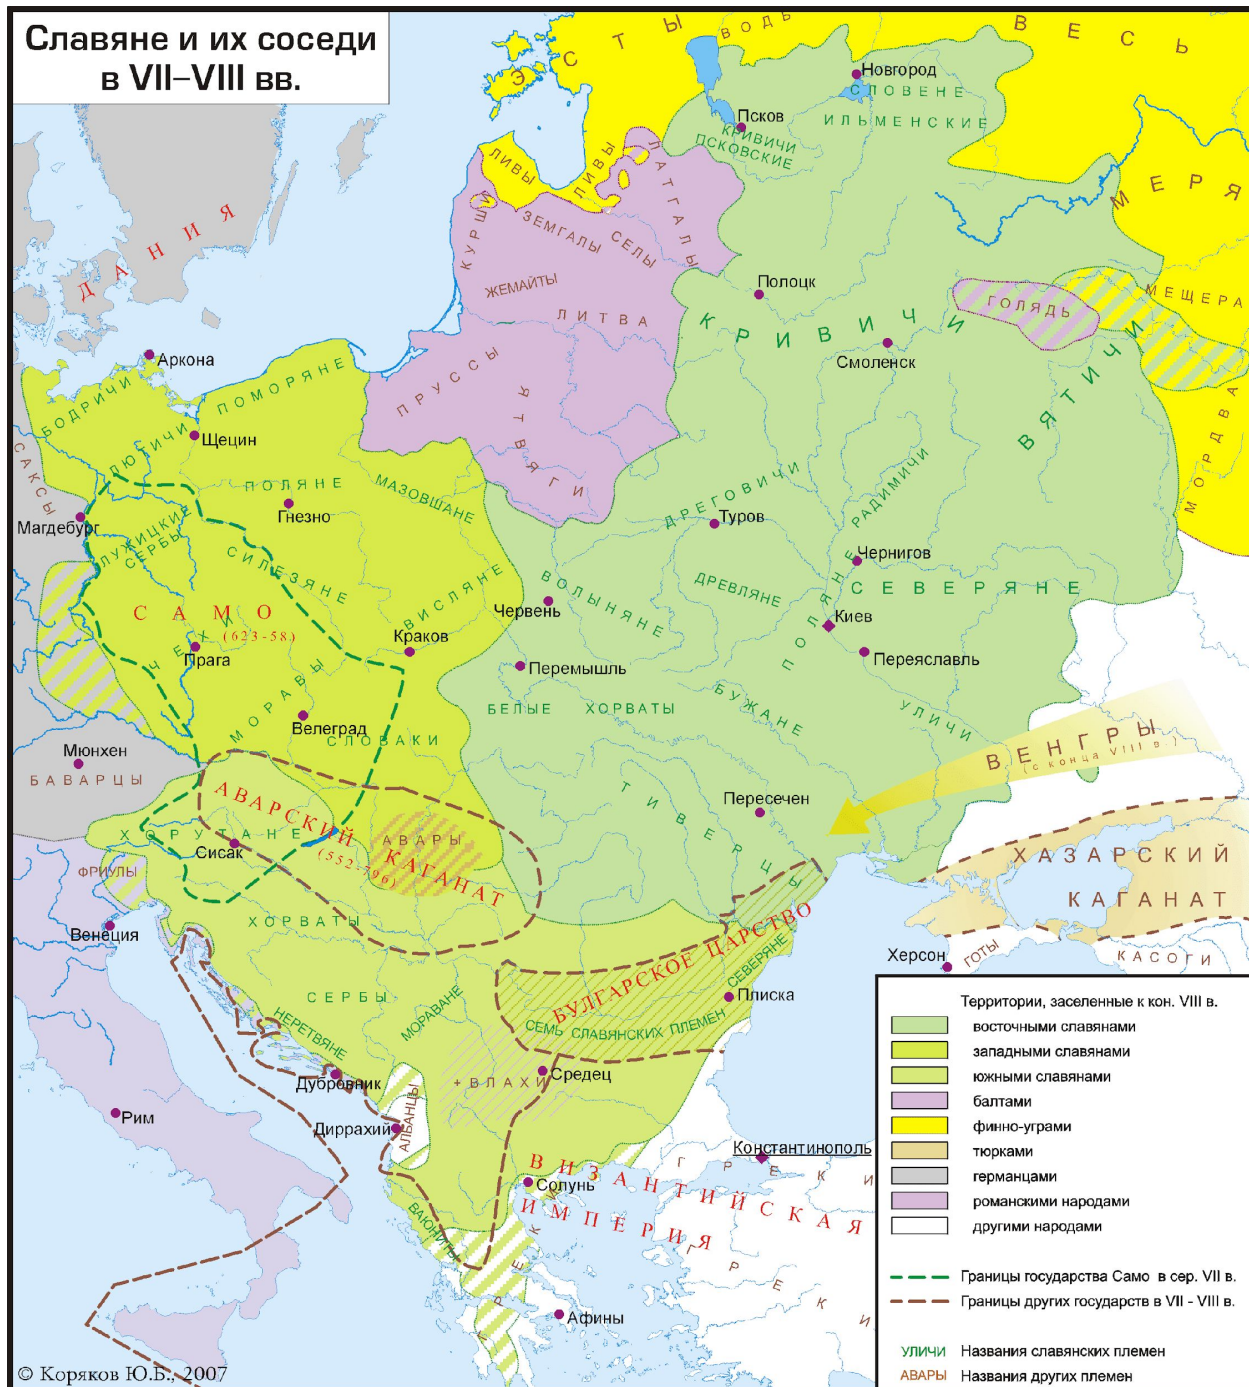 Славяне и их соседи
в VII–VIII вв.
ЭСТЫ
ВОДЬ
ВЕСЬ
Новгород
СЛОВЕНЕ
ИЛЬМЕНСКИЕ
Псков
КРИВИЧИ
ПСКОВСКИЕ
ЛИВЫ
ЛИВЫ
ЛАТГАЛЫ
МЕРЯ
КУРШИ
ЗЕМГАЛЫ
СЕЛЫ
ДАНИЯ
ЖЕМАЙТЫ
ЛИТВА
Полоцк
КРИВИЧИ
ГОЛЯДЬ
МЕЩЕРА
Смоленск
Аркона
ПРУССЫ
ЯТВЯГИ
ВЯТИЧИ
МОРДВА
БОДРИЧИ
ПОМОРЯНЕ
ЛЮТИЧИ
Щецин
САКСЫ
ПОЛЯНЕ
МАЗОВШАНЕ
Гнезно
Магдебург
ЛУЖИЦКИЕ
СЕРБЫ
СИЛЕЗЯНЕ
ДРЕГОВИЧИ
РАДИМИЧИ
Туров
Чернигов
СЕВЕРЯНЕ
ДРЕВЛЯНЕ
ПОЛЯНЕ
ВОЛЫНЯНЕ
Червень
ВИСЛЯНЕ
САМО
(623-58)
ЧЕХИ
Прага
Краков
Киев
Переяславль
Перемышль
МОРАВЫ
Велеград
СЛОВАКИ
БЕЛЫЕ ХОРВАТЫ
БУЖАНЕ
УЛИЧИ
ВЕНГРЫ
(с конца VIII в.)
Мюнхен
БАВАРЦЫ
АВАРСКИЙ КАГАНАТ
(552-796)
АВАРЫ
ТИВЕРЦЫ
Пересечен
ХОРУТАНЕ
Сисак
ФРИУЛЫ
Венеция
ХОРВАТЫ
ХАЗАРСКИЙ
КАГАНАТ
Херсон
ГОТЫ
КАСОГИ
БУЛГАРСКОЕ ЦАРСТВО
СЕВЕРЯНЕ
Плиска
СЕМЬ СЛАВЯНСКИХ ПЛЕМЕН
СЕРБЫ
МОРАВАНЕ
НЕРЕТВЯНЕ
Дубровник
+ ВЛАХИ
Средец
Рим
Диррахий
АЛБАНЦЫ
Константинополь
ВИЗАНТИЙСКАЯ
ИМПЕРИЯ
ГРЕКИ
Солунь
ВАЮНИТЫ
ГРЕКИ
ГРЕКИ
Афины
Территории, заселенные к кон. VIII в.
восточными славянами
западными славянами
южными славянами
балтами
финно-уграми
тюрками
германцами
романскими народами
другими народами
Границы государства Само в сер. VII в.
Границы других государств в VII - VIII в.
УЛИЧИ Названия славянских племен
АВАРЫ Названия других племен
© Коряков Ю.Б., 2007